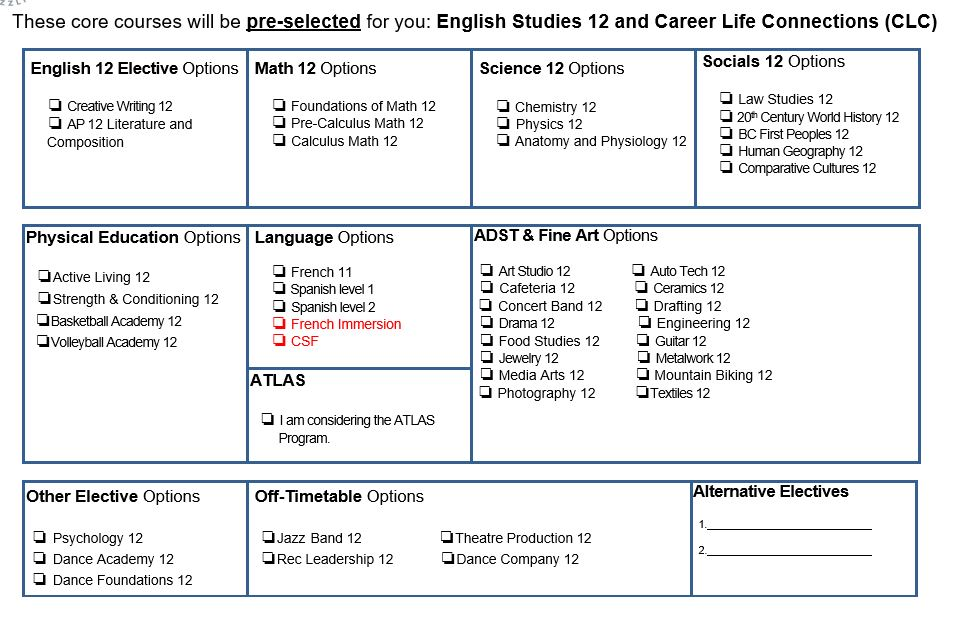 These core courses will be pre-selected for you: English Studies 12 and Career Life Connections (CLC)
English 12 Elective Options
❑ Creative Writing 12
❑ AP 12 Literature and
Composition
Math 12 Options
❑ Foundations of Math 12
❑ Pre-Calculus Math 12
❑ Calculus Math 12
Science 12 Options
❑ Chemistry 12
❑ Physics 12
❑ Anatomy and Physiology 12
Socials 12 Options
❑ Law Studies 12
❑ 20th Century World History 12
❑ BC First Peoples 12
❑ Human Geography 12
❑ Comparative Cultures 12
Physical Education Options
❑ Active Living 12
❑ Strength & Conditioning 12
❑ Basketball Academy 12
❑ Volleyball Academy 12
Language Options
❑ French 11
❑ Spanish level 1
❑ Spanish level 2
❑ French Immersion
❑ CSF
ATLAS
❑ I am considering the ATLAS
Program.
ADST & Fine Art Options
❑ Art Studio 12
❑ Cafeteria 12
❑ Concert Band 12
❑ Drama 12
❑ Food Studies 12
❑ Jewelry 12
❑ Media Arts 12
❑ Photography 12
❑ Auto Tech 12
❑ Ceramics 12
❑ Drafting 12
❑ Engineering 12
❑ Guitar 12
❑ Metalwork 12
❑ Mountain Biking 12
❑ Textiles 12
Other Elective Options
❑ Psychology 12
❑ Dance Academy 12
❑ Dance Foundations 12
Off-Timetable Options
❑ Jazz Band 12
❑ Rec Leadership 12
❑ Theatre Production 12
❑ Dance Company 12
Alternative Electives
1.
2.